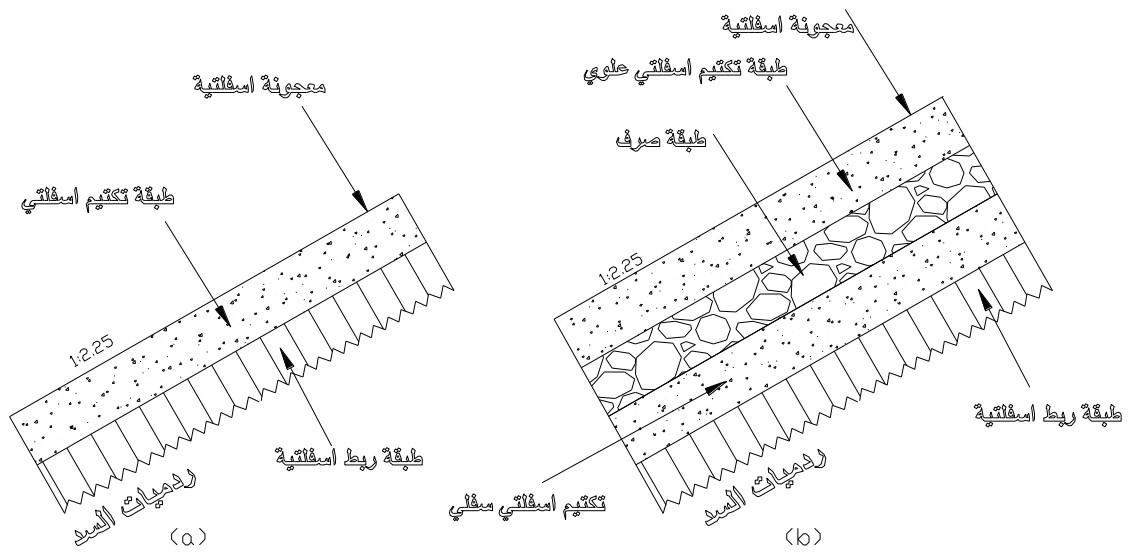 معجونة اسفلتية
طبقة تكتيم اسفلتي
1:2.25
طبقة ربط اسفلتية
ردميات السد
(a)
معجونة اسفلتية
طبقة تكتيم اسفلتي علوي
طبقة صرف
1:2.25
طبقة ربط اسفلتية
تكتيم اسفلتي سفلي
ردميات السد
(b)